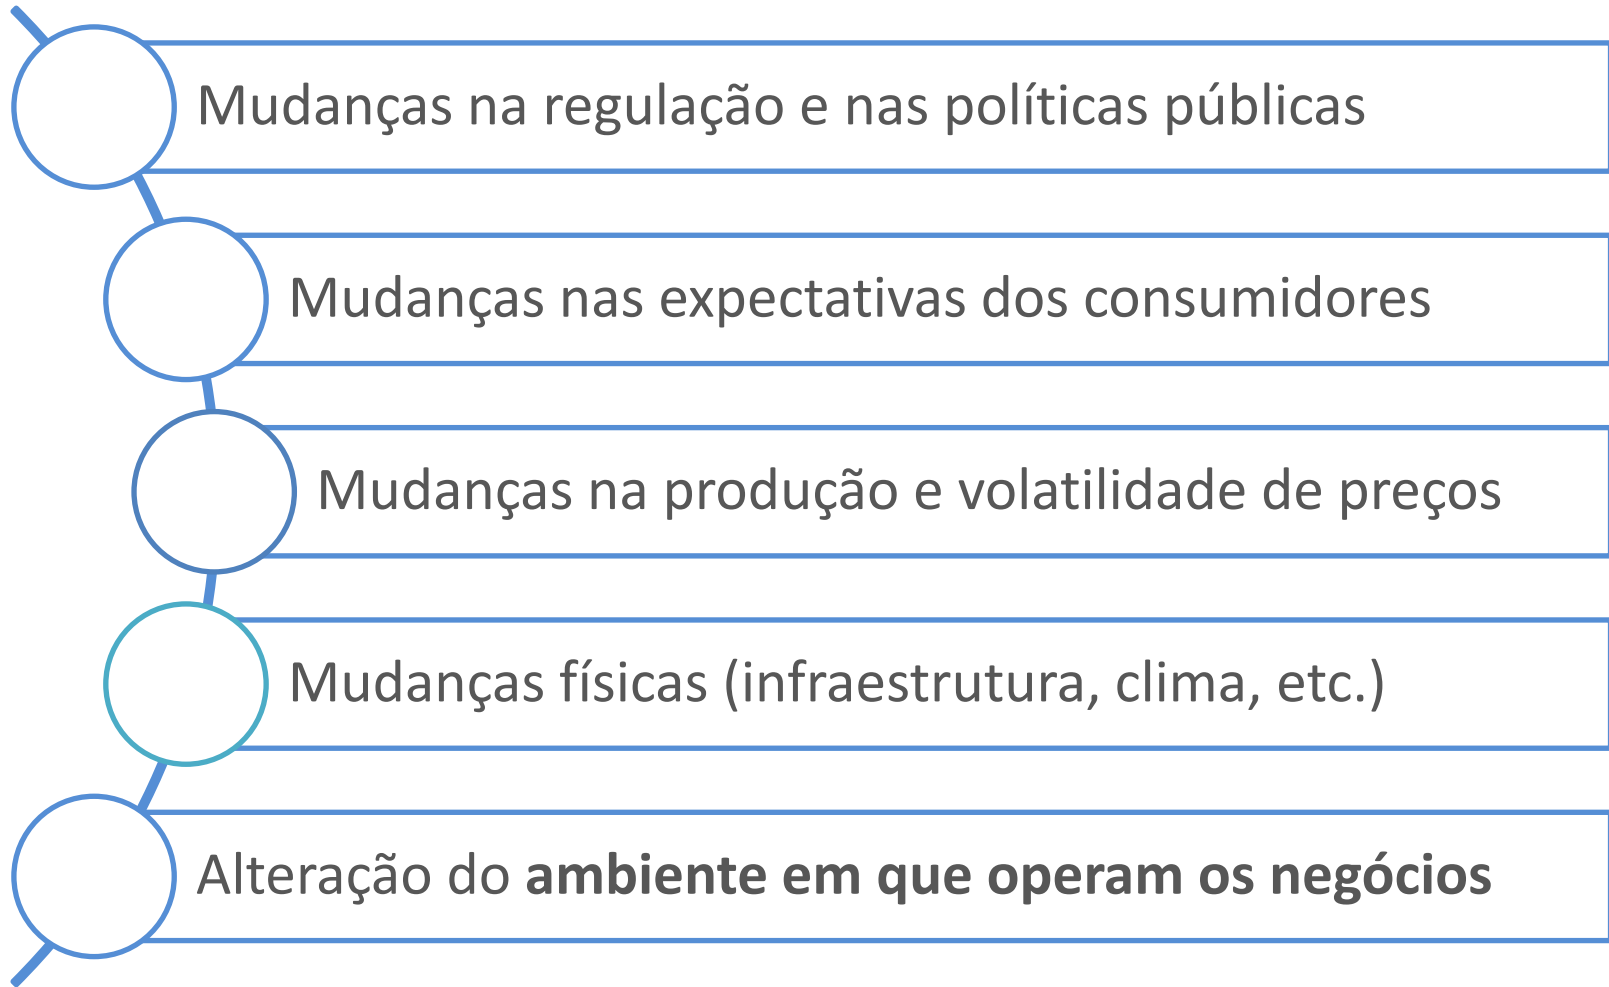 Mudanças na regulação e nas políticas públicas
Mudanças nas expectativas dos consumidores
Mudanças na produção e volatilidade de preços
Mudanças físicas (infraestrutura, clima, etc.)
Alteração do ambiente em que operam os negócios